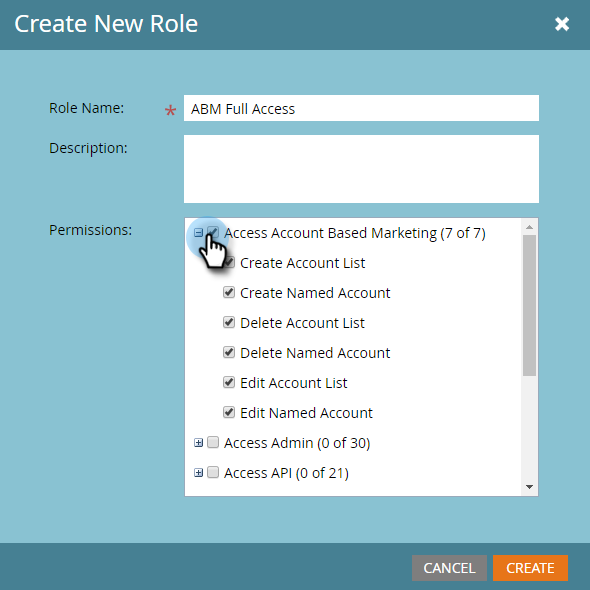 Create New Role
Role Name: * ABM Full Access
Description:
Permissions: Access Account Based Marketing (7 of 7)
Create Account List
Create Named Account
Delete Account List
Delete Named Account
Edit Account List
Edit Named Account
Access Admin (0 of 30)
Access API (0 of 21)
CANCEL CREATE